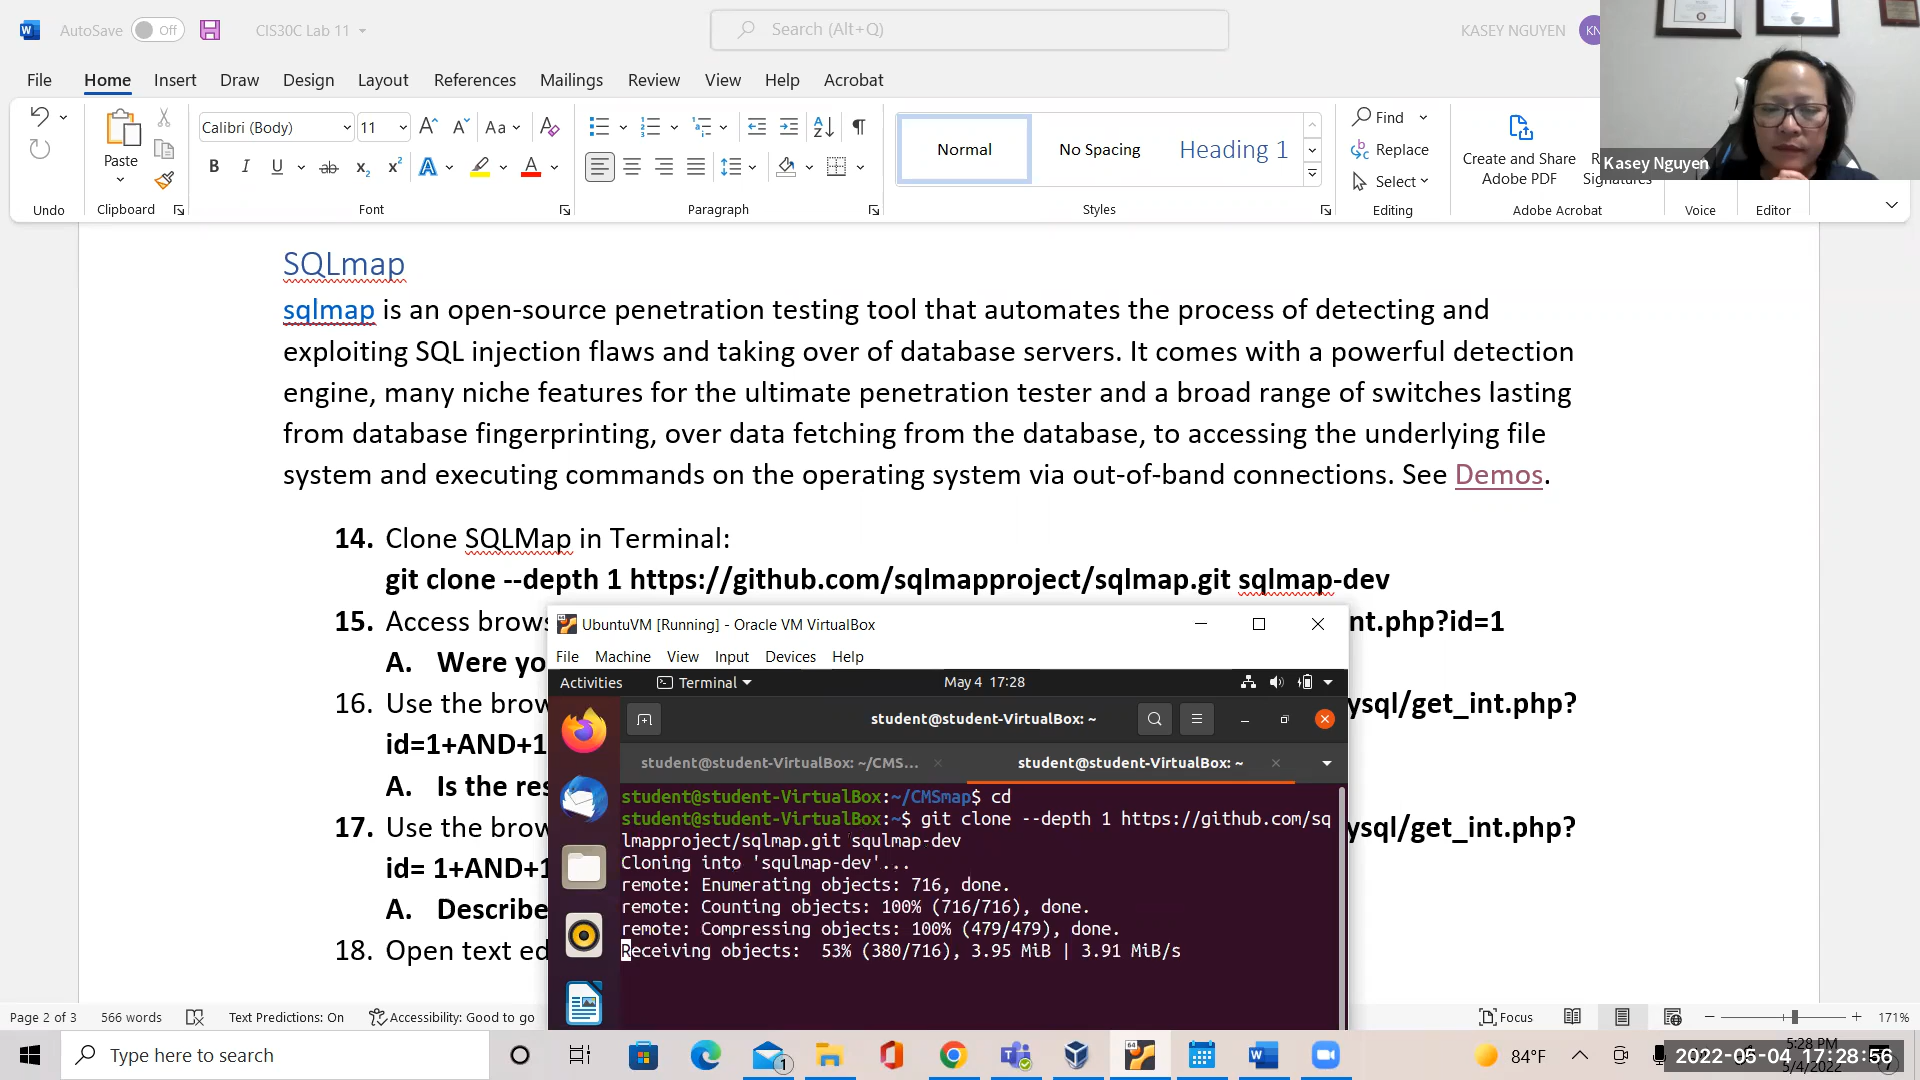 AutoSave Off CIS30C Lab 11 Search (Alt+Q) KASEY NGUYEN KN
File Home Insert Draw Design Layout References Mailings Review View Help Acrobat
Paste
Calibri (Body) 11 Aa
Normal No Spacing Heading 1
Find
Replace
Select
Create and Share
Adobe PDF
Signatures
Kasey Nguyen
Undo Clipboard Font Paragraph Styles Editing Adobe Acrobat Voice Editor
SQLmap
sqlmap is an open-source penetration testing tool that automates the process of detecting and
exploiting SQL injection flaws and taking over of database servers. It comes with a powerful detection
engine, many niche features for the ultimate penetration tester and a broad range of switches lasting
from database fingerprinting, over data fetching from the database, to accessing the underlying file
system and executing commands on the operating system via out-of-band connections. See Demos.
14. Clone SQLMap in Terminal:
git clone --depth 1 https://github.com/sqlmapproject/sqlmap.git sqlmap-dev
15. Access brows nt.php?id=1
A. Were yo
16. Use the brow ysql/get_int.php?
id=1+AND+1
A. Is the res
17. Use the brow ysql/get_int.php?
id= 1+AND+1
A. Describe
18. Open text ed
UbuntuVM [Running] - Oracle VM VirtualBox
File Machine View Input Devices Help
Activities Terminal May 4 17:28
student@student-VirtualBox: ~
student@student-VirtualBox: ~/CMS... student@student-VirtualBox: ~
student@student-VirtualBox:~/CMSmap$ cd
student@student-VirtualBox:~$ git clone --depth 1 https://github.com/sq
lmapproject/sqlmap.git squlmap-dev
Cloning into 'squlmap-dev'...
remote: Enumerating objects: 716, done.
remote: Counting objects: 100% (716/716), done.
remote: Compressing objects: 100% (479/479), done.
Receiving objects: 53% (380/716), 3.95 MiB | 3.91 MiB/s
Page 2 of 3 566 words Text Predictions: On Accessibility: Good to go Focus 171%
Type here to search 1 84°F 5:28 PM
5/4/2022
2022-05-04 17:28:56